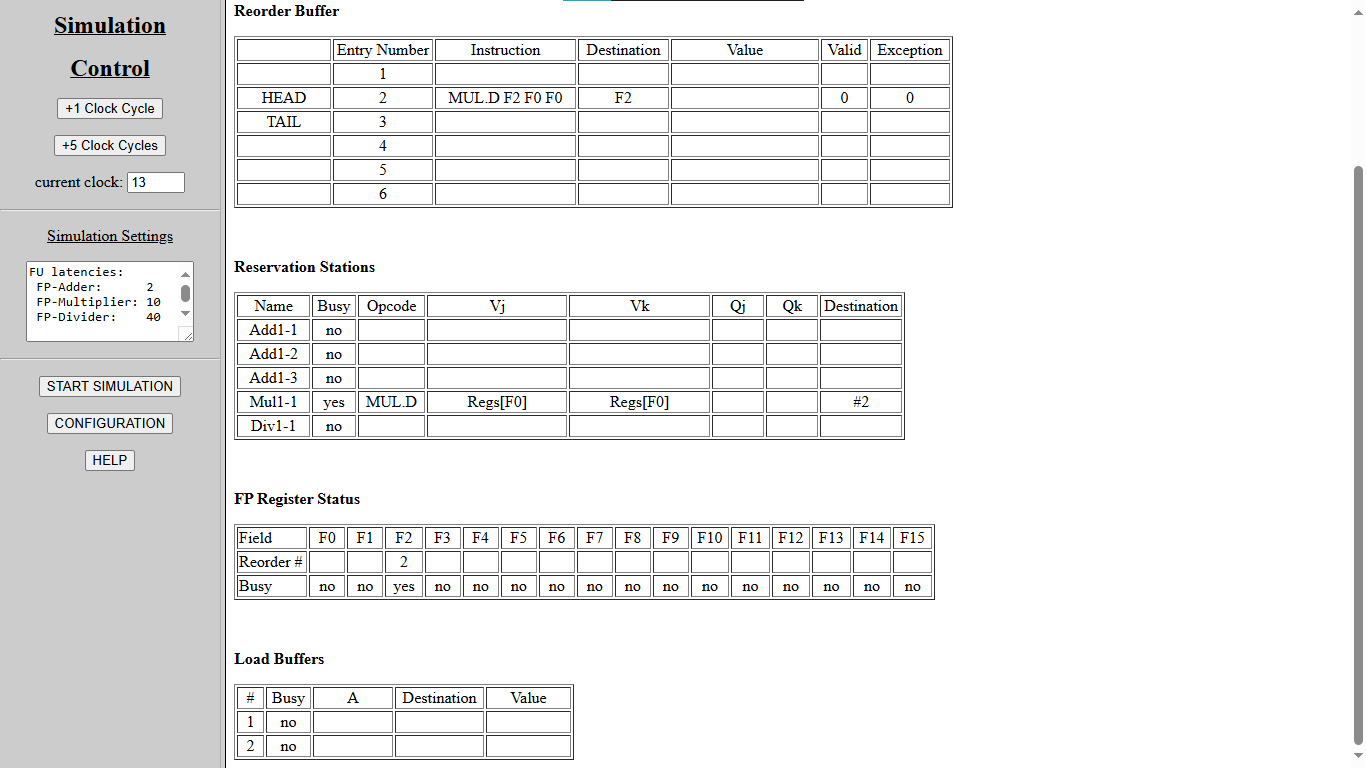 Simulation
Control
+1 Clock Cycle
+5 Clock Cycles
current clock: 13
Simulation Settings
FU latencies:
FP-Adder: 2
FP-Multiplier: 10
FP-Divider: 40
START SIMULATION
CONFIGURATION
HELP
Reorder Buffer
Entry Number Instruction Destination Value Valid Exception
1
HEAD 2 MUL.D F2 F0 F0 F2 0 0
TAIL 3
4
5
6
Reservation Stations
Name Busy Opcode Vj Vk Qj Qk Destination
Add1-1 no
Add1-2 no
Add1-3 no
Mul1-1 yes MUL.D Regs[F0] Regs[F0] #2
Div1-1 no
FP Register Status
Field F0 F1 F2 F3 F4 F5 F6 F7 F8 F9 F10 F11 F12 F13 F14 F15
Reorder # 2
Busy no no yes no no no no no no no no no no no no no
Load Buffers
# Busy A Destination Value
1 no
2 no